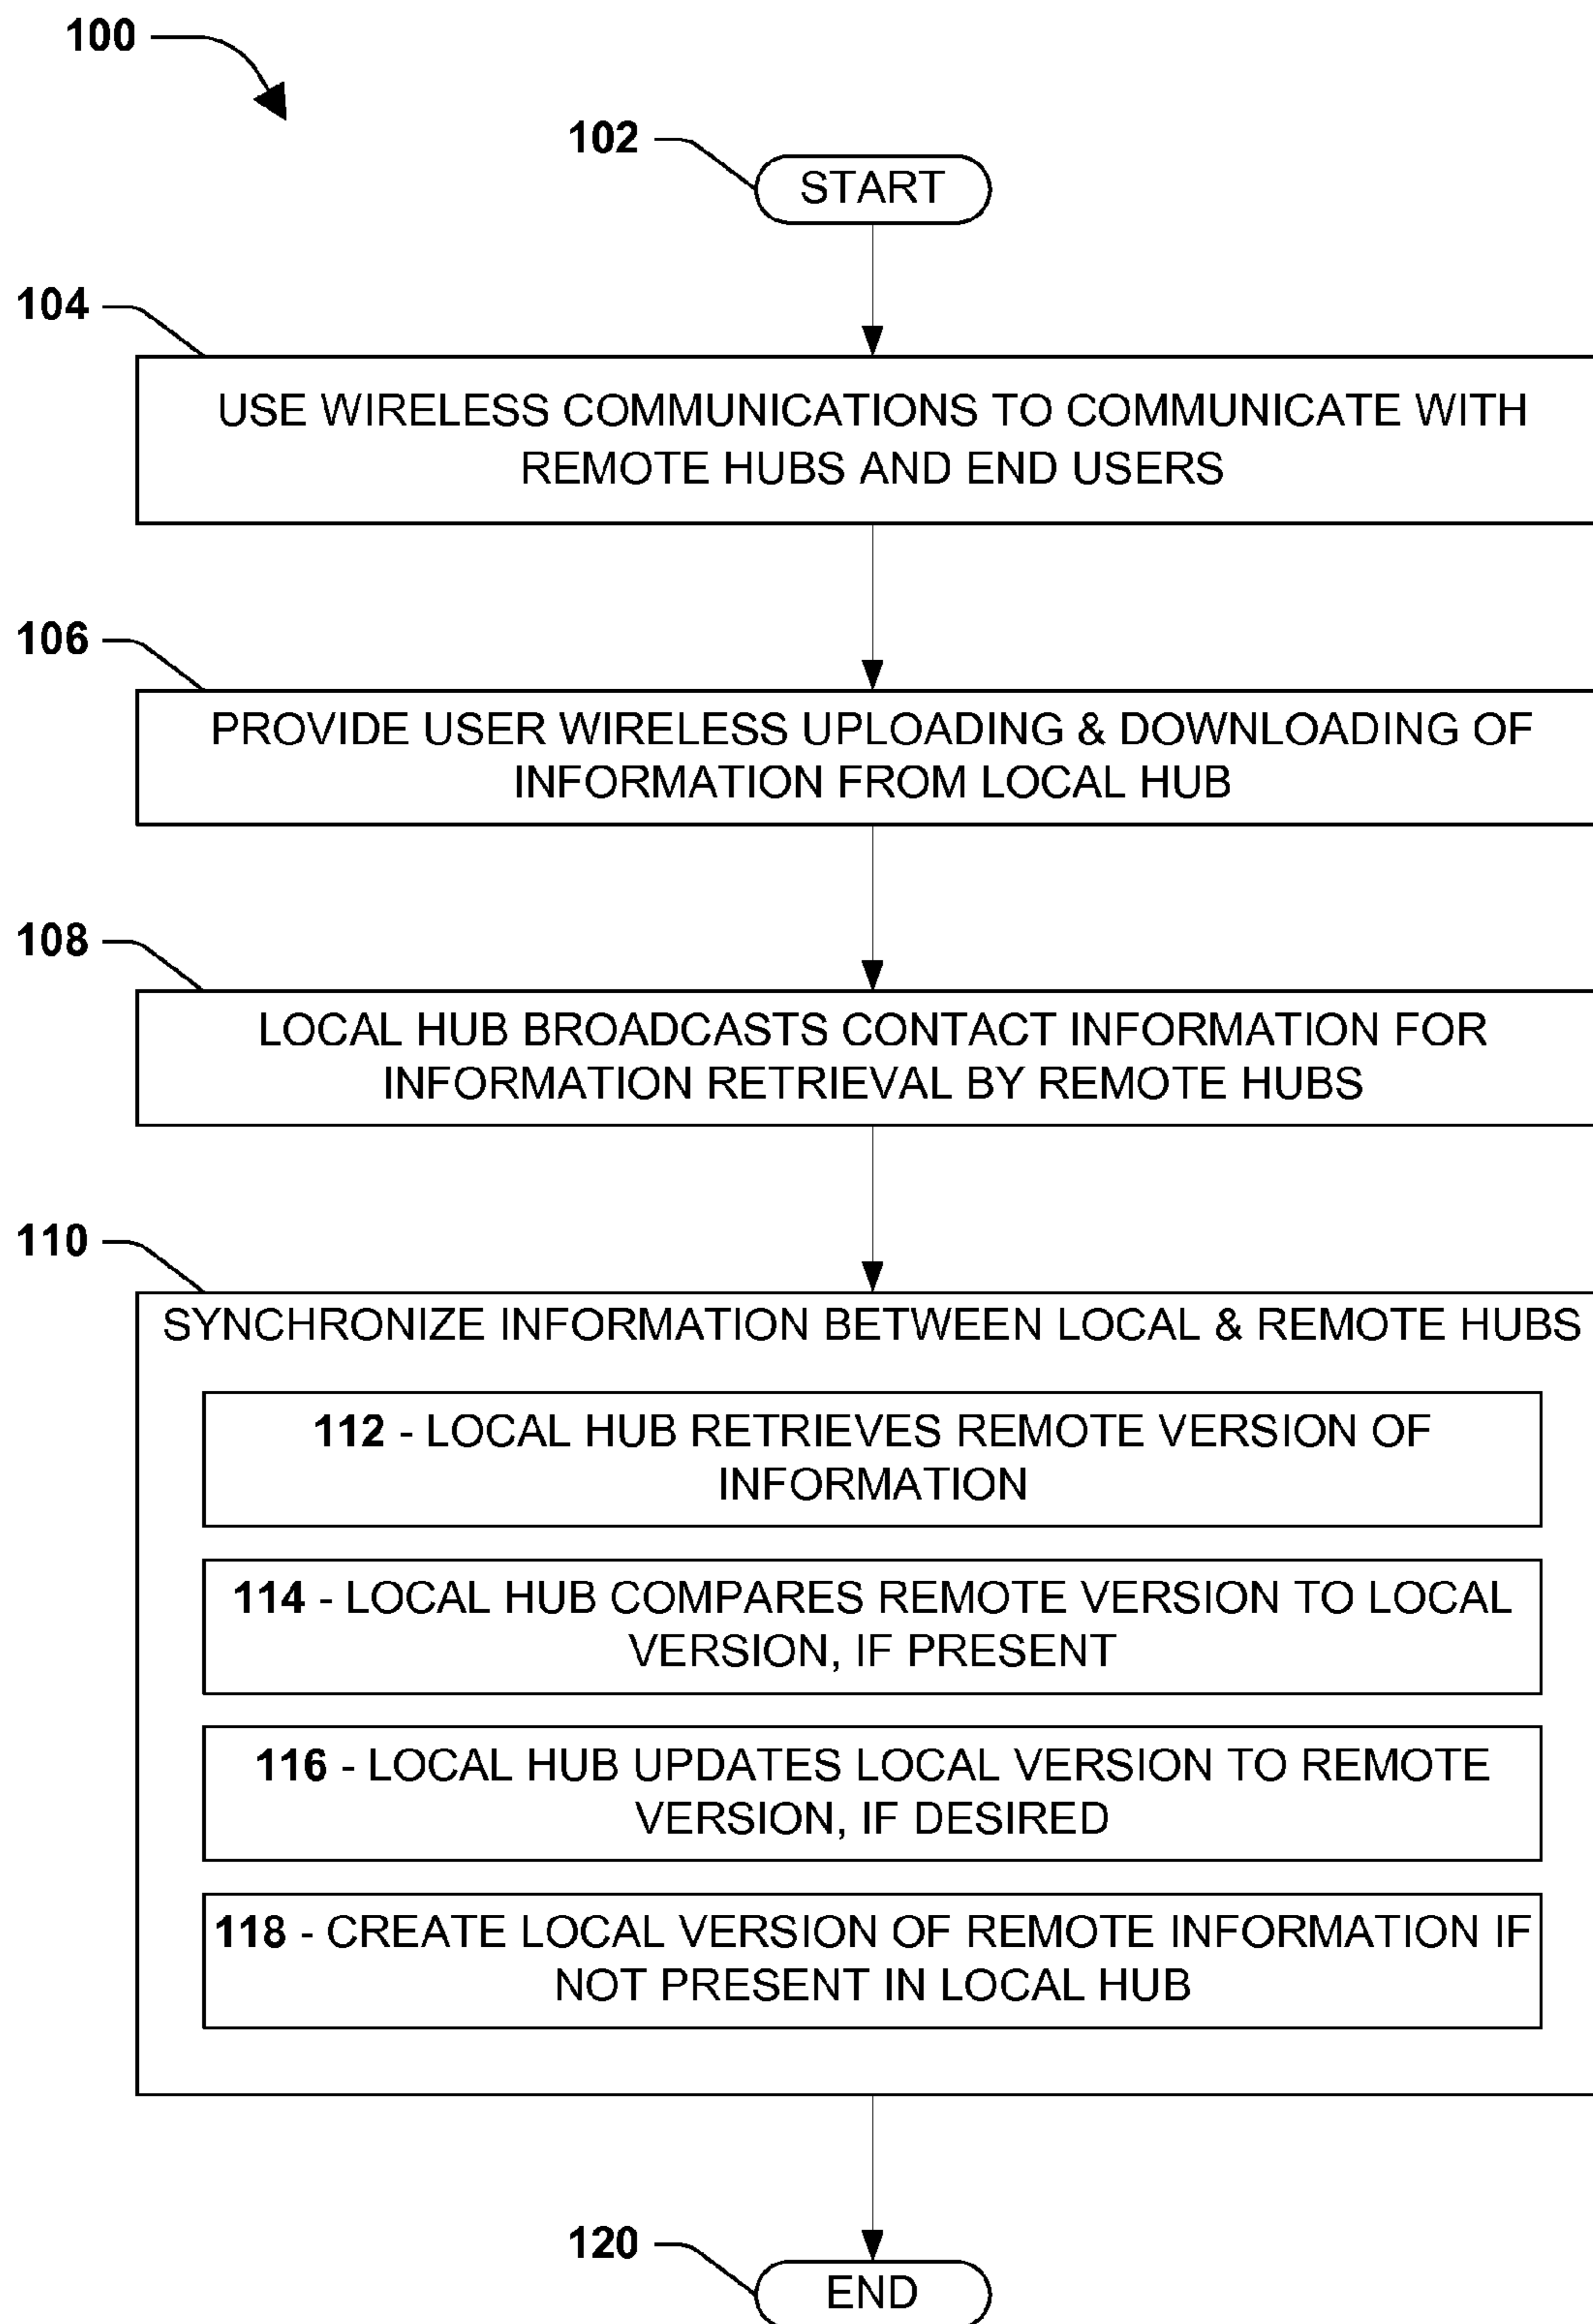 100
102
START
104
USE WIRELESS COMMUNICATIONS TO COMMUNICATE WITH
REMOTE HUBS AND END USERS
106
PROVIDE USER WIRELESS UPLOADING & DOWNLOADING OF
INFORMATION FROM LOCAL HUB
108
LOCAL HUB BROADCASTS CONTACT INFORMATION FOR
INFORMATION RETRIEVAL BY REMOTE HUBS
110
SYNCHRONIZE INFORMATION BETWEEN LOCAL & REMOTE HUBS
112 - LOCAL HUB RETRIEVES REMOTE VERSION OF
INFORMATION
114 - LOCAL HUB COMPARES REMOTE VERSION TO LOCAL
VERSION, IF PRESENT
116 - LOCAL HUB UPDATES LOCAL VERSION TO REMOTE
VERSION, IF DESIRED
118 - CREATE LOCAL VERSION OF REMOTE INFORMATION IF
NOT PRESENT IN LOCAL HUB
120
END